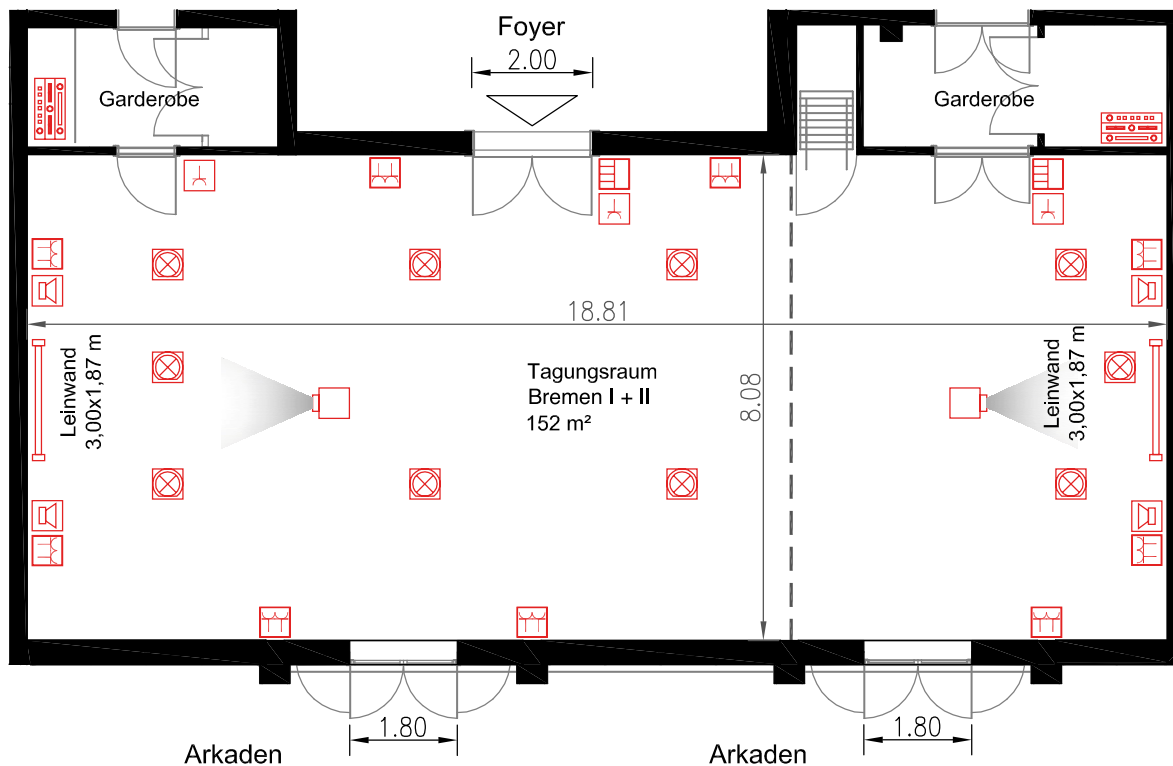 Foyer
2.00
Garderobe
Garderobe
18.81
Leinwand
3,00x1,87 m
Tagungsraum
Bremen I + II
152 m²
8.08
Leinwand
3,00x1,87 m
1.80
1.80
Arkaden
Arkaden